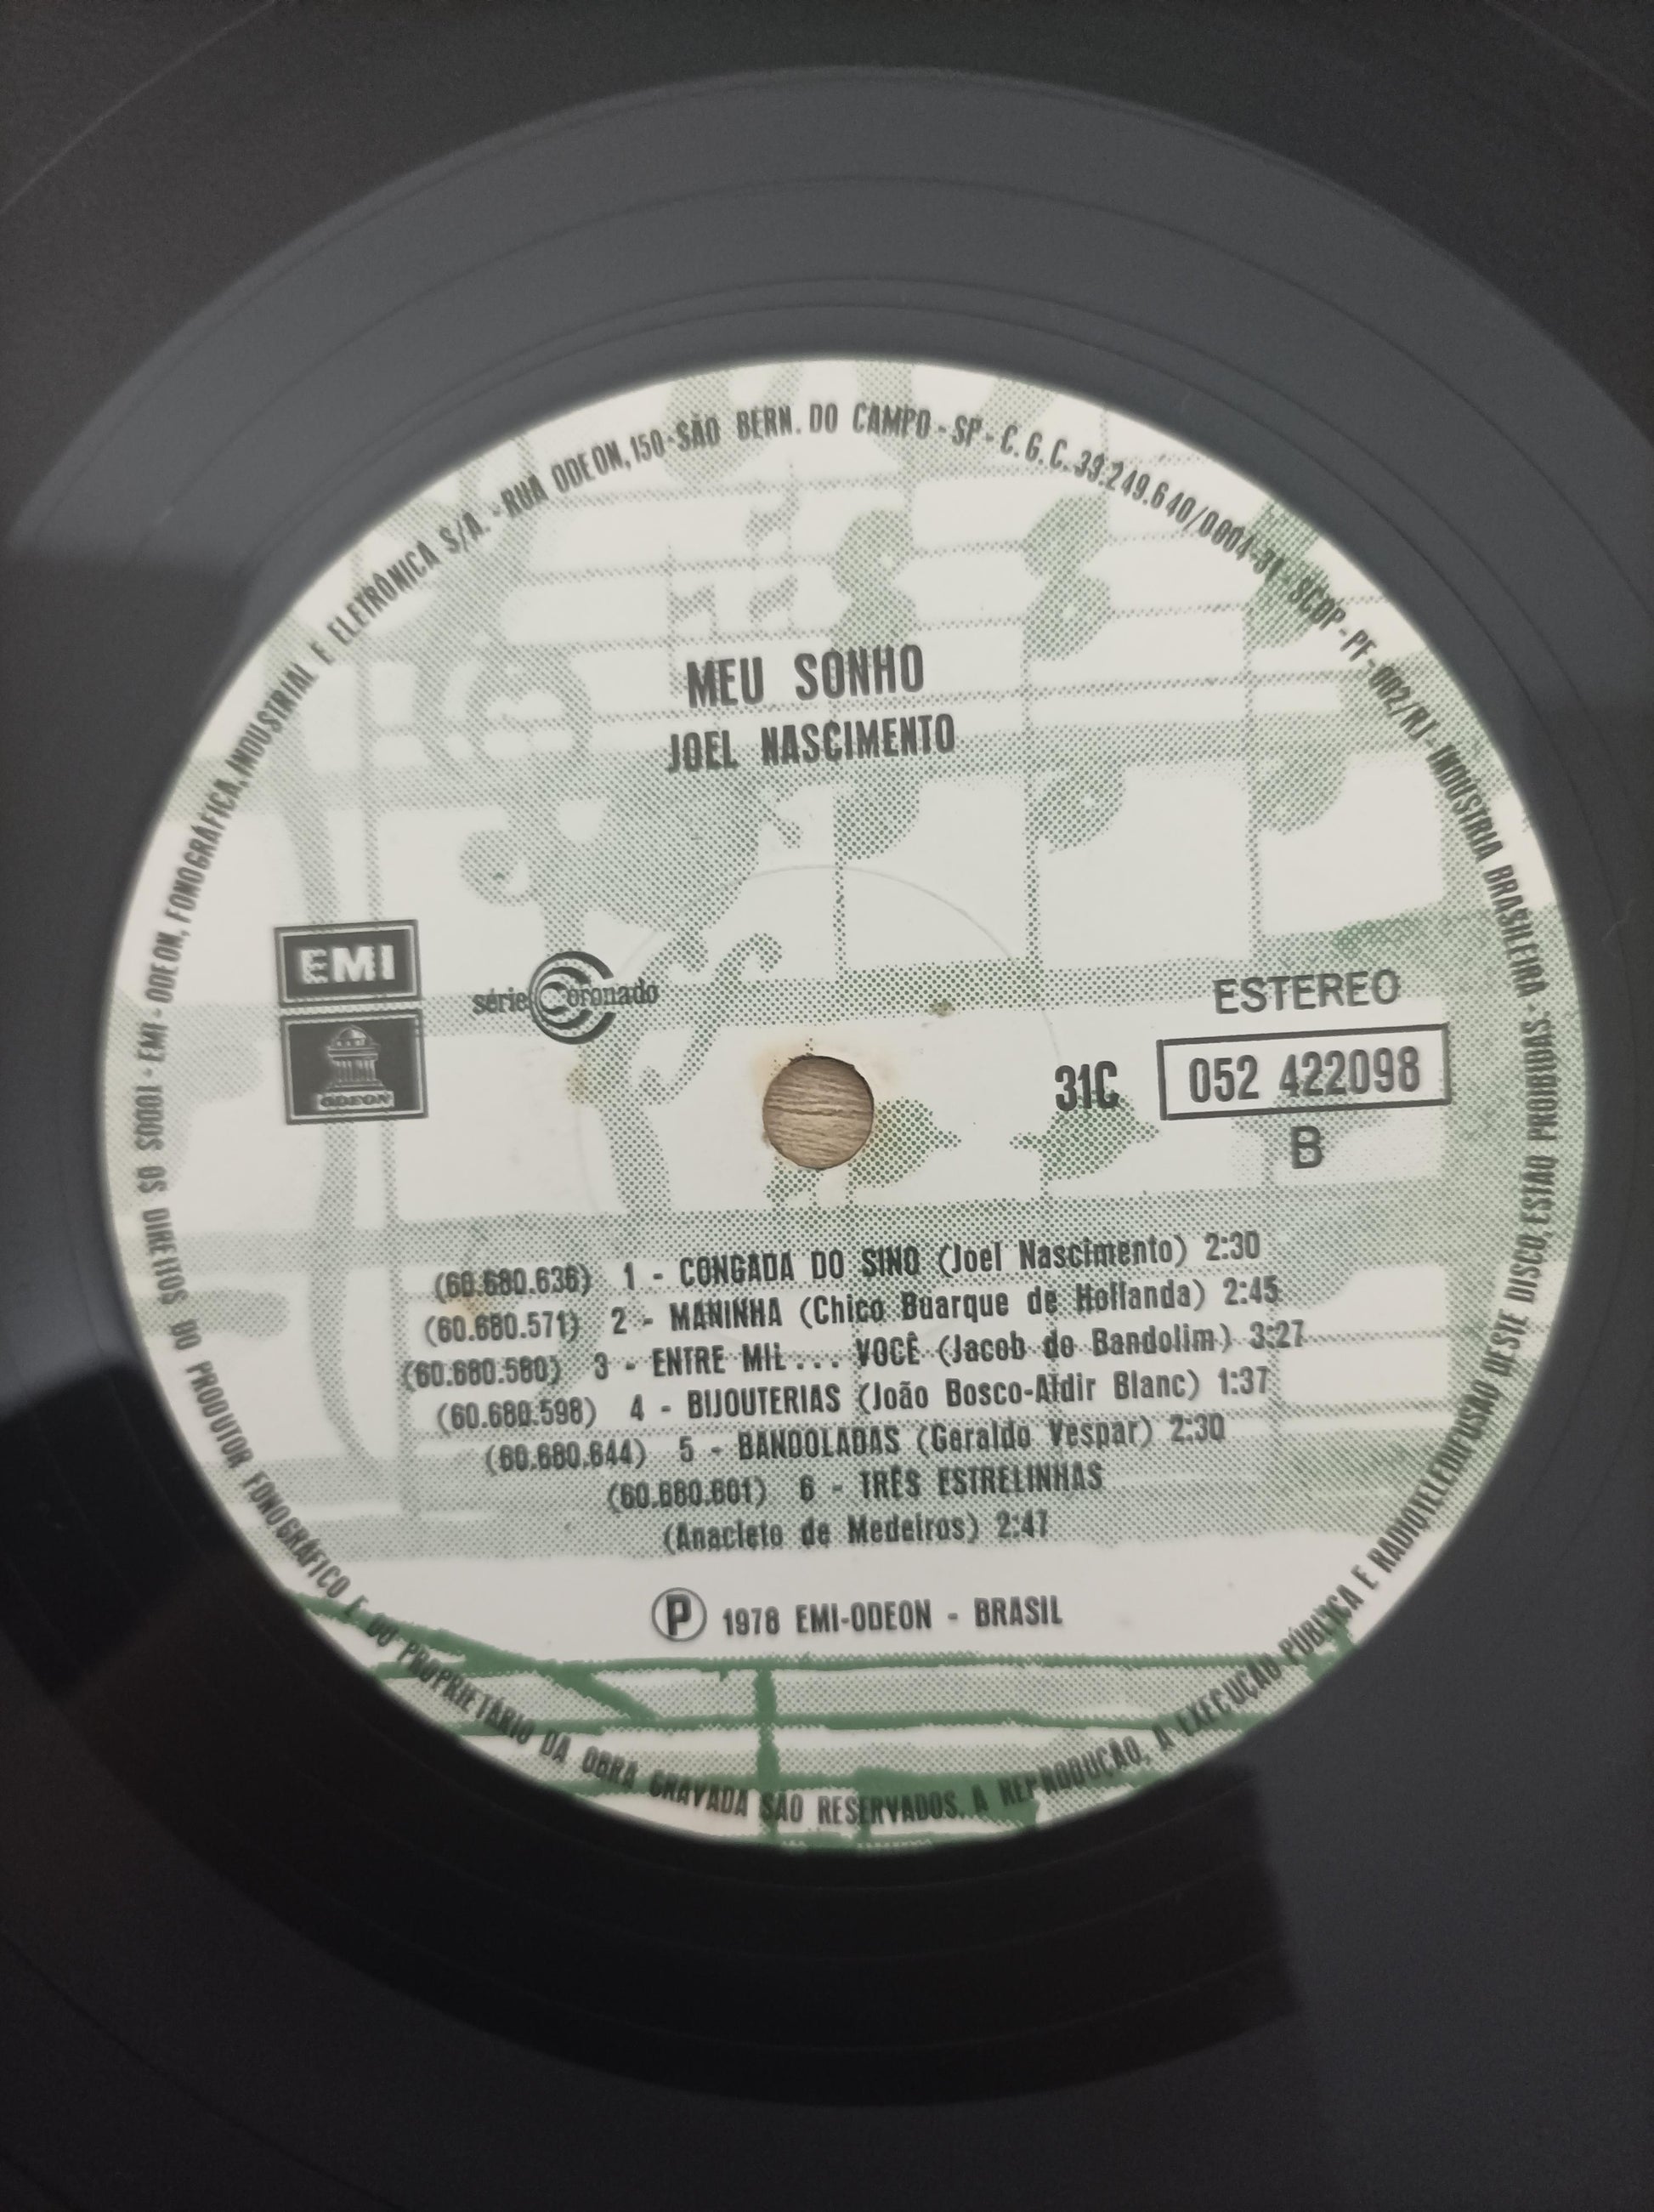 EMI-ODEON, FONOGRÁFICA, INDUSTRIAL E ELETRÔNICA S/A. - RUA ODEON, 150 - SÃO BERN. DO CAMPO - SP - C.G.C. 39.249.640/0004-31 - SCDP - PF - 002/RJ - INDUSTRIA BRASILEIRA - TODOS OS DIREITOS DO PRODUTOR FONOGRÁFICO E DO PROPRIETÁRIO DA OBRA GRAVADA SÃO RESERVADOS. A REPRODUÇÃO, A EXECUÇÃO PÚBLICA E RADIOTELEDIFUSÃO DESTE DISCO, ESTÃO PROIBIDAS -
MEU SONHO
JOEL NASCIMENTO
EMI
ODEON
série Coronado
ESTEREO
31C 052 422098
B
(60.680.636) 1 - CONGADA DO SINO (Joel Nascimento) 2:30
(60.680.571) 2 - MANINHA (Chico Buarque de Hollanda) 2:45
(60.680.580) 3 - ENTRE MIL... VOCÊ (Jacob do Bandolim) 3:27
(60.680.598) 4 - BIJOUTERIAS (João Bosco-Aldir Blanc) 1:37
(60.680.644) 5 - BANDOLADAS (Geraldo Vespar) 2:30
(60.680.601) 6 - TRÊS ESTRELINHAS
(Anacleto de Medeiros) 2:47
Ⓟ 1978 EMI-ODEON - BRASIL